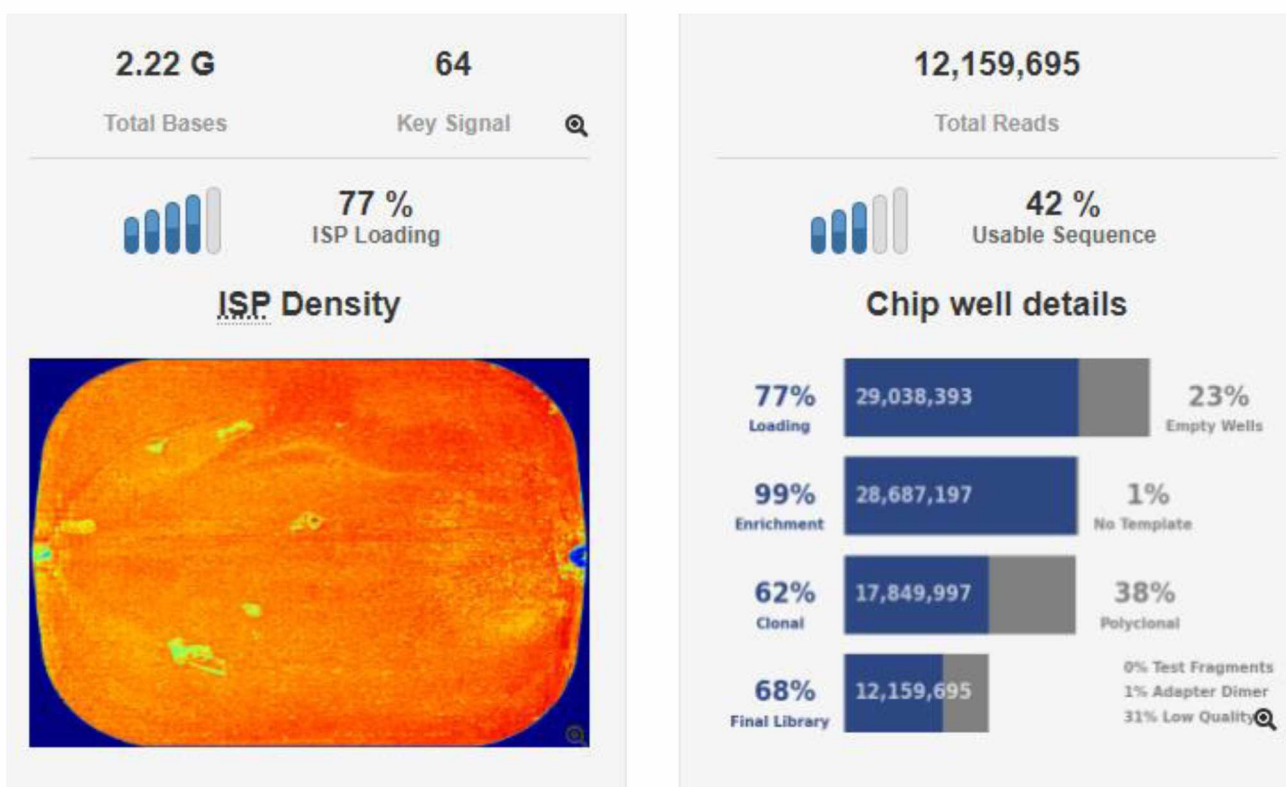 2.22 G
Total Bases
64
Key Signal
77 %
ISP Loading
ISP Density
12,159,695
Total Reads
42 %
Usable Sequence
Chip well details
77%
Loading
29,038,393
23%
Empty Wells
99%
Enrichment
28,687,197
1%
No Template
62%
Clonal
17,849,997
38%
Polyclonal
68%
Final Library
12,159,695
0% Test Fragments
1% Adapter Dimer
31% Low Quality